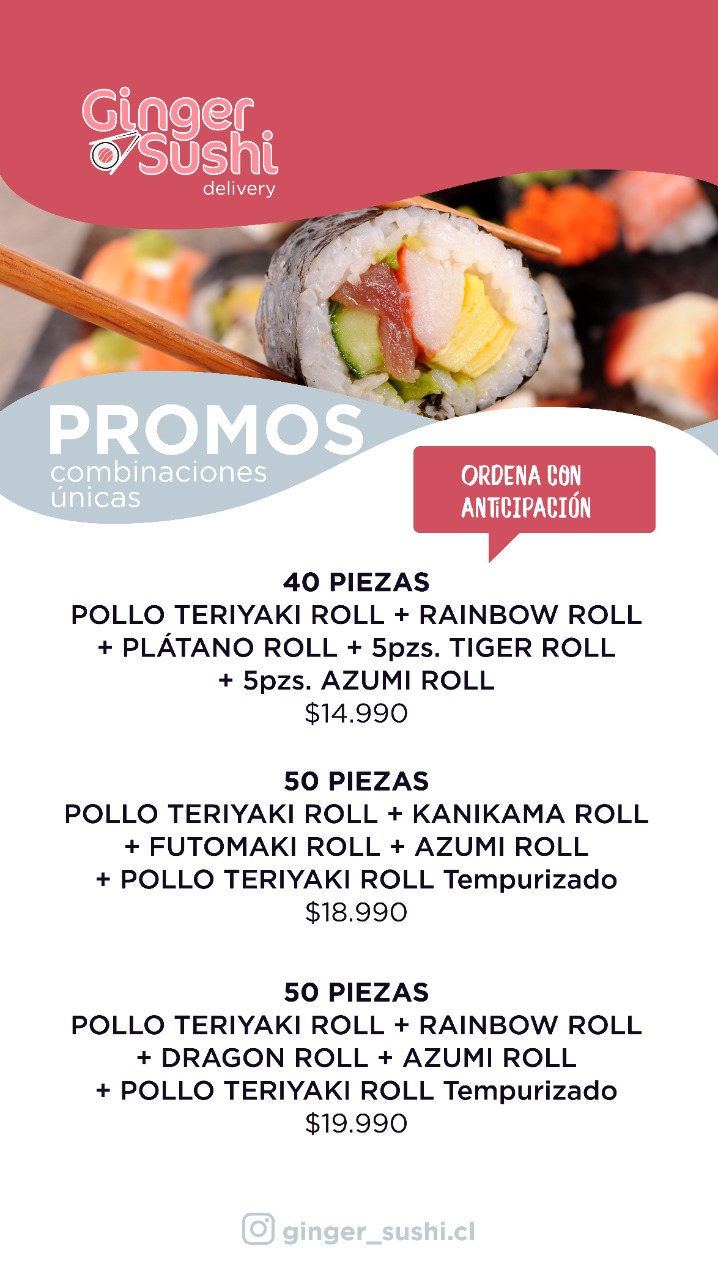 Ginger
Sushi
delivery
PROMOS
combinaciones
únicas
ORDENA CON
ANTiCIPACIÓN
40 PIEZAS
POLLO TERIYAKI ROLL + RAINBOW ROLL
+ PLÁTANO ROLL + 5pzs. TIGER ROLL
+ 5pzs. AZUMI ROLL
$14.990
50 PIEZAS
POLLO TERIYAKI ROLL + KANIKAMA ROLL
+ FUTOMAKI ROLL + AZUMI ROLL
+ POLLO TERIYAKI ROLL Tempurizado
$18.990
50 PIEZAS
POLLO TERIYAKI ROLL + RAINBOW ROLL
+ DRAGON ROLL + AZUMI ROLL
+ POLLO TERIYAKI ROLL Tempurizado
$19.990
ginger_sushi.cl